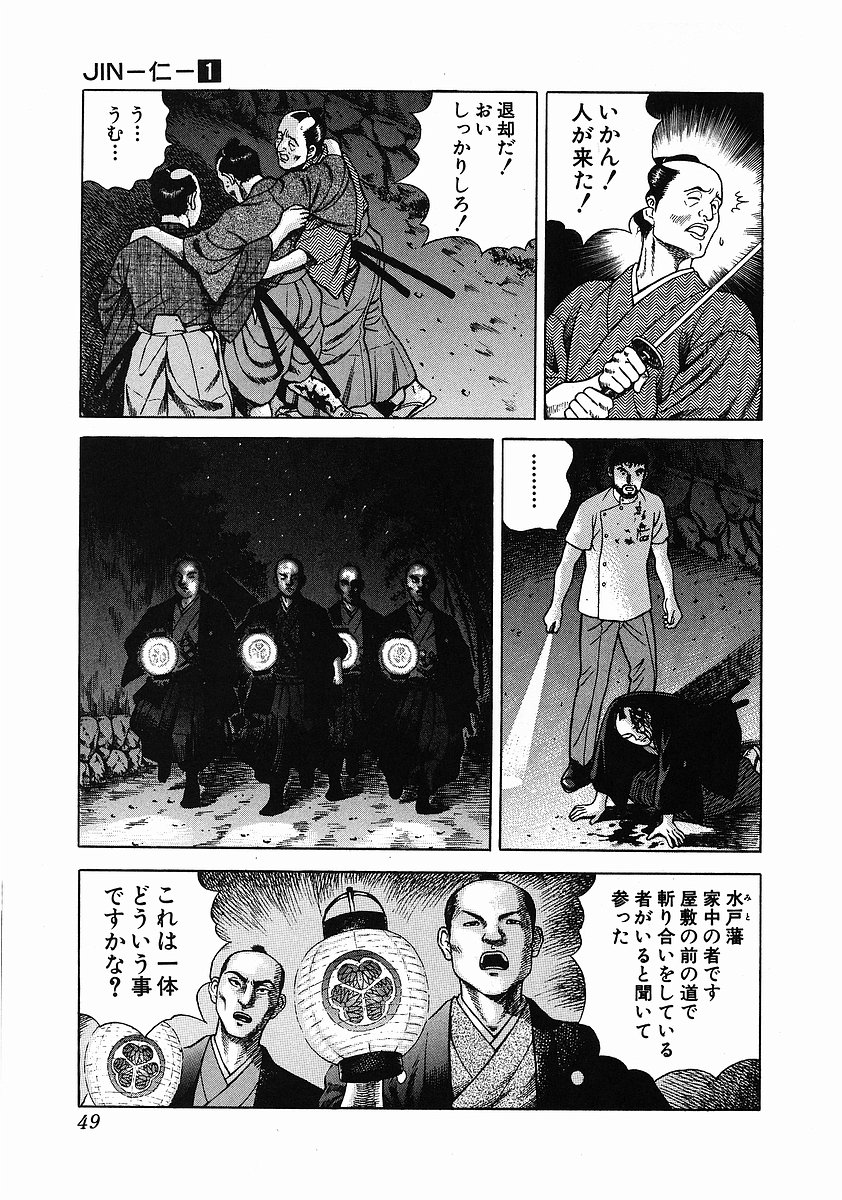 JIN－仁－1
いかん！
人が来た！
退却だ！
おい
しっかりしろ！
う…
うむ…
………
水戸藩
みと
家中の者です
屋敷の前の道で
斬り合いをしている
者がいると聞いて
参った
これは一体
どういう事
ですかな？
49